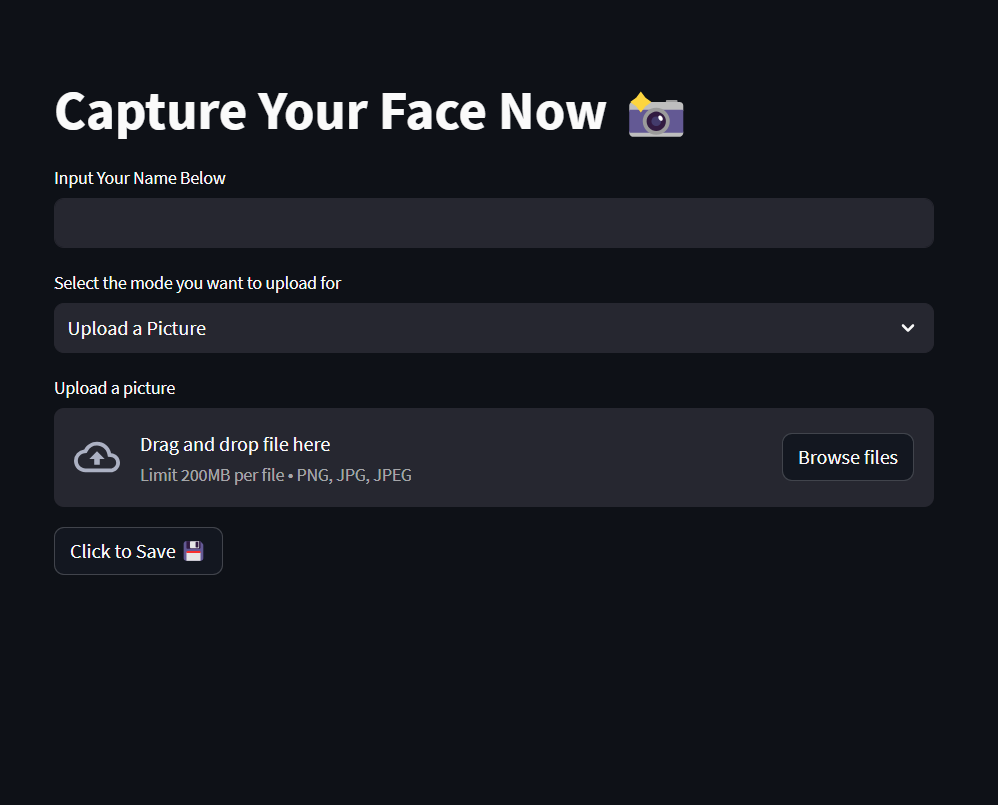 Capture Your Face Now 📸
Input Your Name Below
Select the mode you want to upload for
Upload a Picture
Upload a picture
Drag and drop file here
Limit 200MB per file • PNG, JPG, JPEG
Browse files
Click to Save 💾